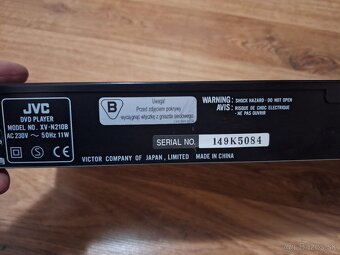 JVC
DVD PLAYER
MODEL NO. XV-N210B
AC 230V ~ 50Hz 11W
B
Uwaga!
Przed zdjęciem pokrywy
wyciągnąć wtyczkę z gniazda sieciowego
WARNING: SHOCK HAZARD - DO NOT OPEN
AVIS: RISQUE DE CHOC ELECTRIQUE
- NE PAS OUVRIR
SERIAL NO. 149K5084
VICTOR COMPANY OF JAPAN, LIMITED MADE IN CHINA